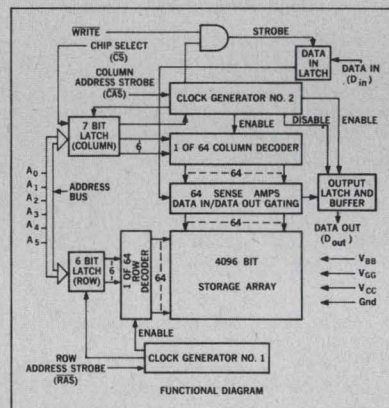 WRITE
STROBE
CHIP SELECT
(CS)
DATA
IN
LATCH
DATA IN
(Din)
COLUMN
ADDRESS STROBE
(CAS)
CLOCK GENERATOR NO. 2
ENABLE
DISABLE
ENABLE
7 BIT
LATCH
(COLUMN)
6
1 OF 64 COLUMN DECODER
64
A0
A1
A2
A3
A4
A5
ADDRESS
BUS
64 SENSE AMPS
DATA IN/DATA OUT GATING
OUTPUT
LATCH AND
BUFFER
64
DATA OUT
(Dout)
6 BIT
LATCH
(ROW)
6
1 OF 64
ROW
DECODER
64
4096 BIT
STORAGE ARRAY
VBB
VGG
VCC
Gnd
ENABLE
ROW
ADDRESS STROBE
(RAS)
CLOCK GENERATOR NO. 1
FUNCTIONAL DIAGRAM